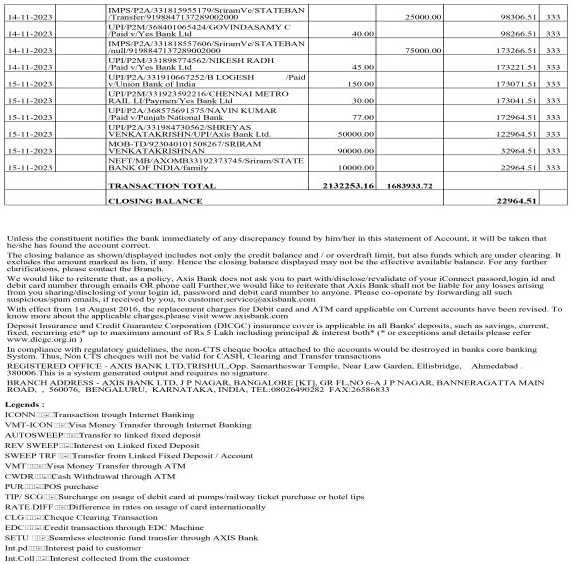 IMPS/P2A/331815955179/SriramVe/STATEBAN
14-11-2023 /Transfer/9198847137289002000 25000.00 98306.51 333
UPI/P2M/368401065424/GOVINDASAMY C
14-11-2023 /Paid v/Yes Bank Ltd 40.00 98266.51 333
IMPS/P2A/331818557606/SriramVe/STATEBAN
14-11-2023 /null/9198847137289002000 75000.00 173266.51 333
UPI/P2M/331898774562/NIKESH RADH
14-11-2023 /Paid v/Yes Bank Ltd 45.00 173221.51 333
UPI/P2A/331910667252/B LOGESH /Paid
15-11-2023 v/Union Bank of India 150.00 173071.51 333
UPI/P2M/331923592216/CHENNAI METRO
15-11-2023 RAIL LI/Paymen/Yes Bank Ltd 30.00 173041.51 333
UPI/P2A/368575691575/NAVIN KUMAR
15-11-2023 /Paid v/Punjab National Bank 77.00 172964.51 333
UPI/P2A/331984730562/SHREYAS
15-11-2023 VENKATAKRISHN/UPI/Axis Bank Ltd. 50000.00 122964.51 333
MOB-TD/923040101508267/SRIRAM
15-11-2023 VENKATAKRISHNAN 90000.00 32964.51 333
NEFT/MB/AXOMB33192373745/Sriram/STATE
15-11-2023 BANK OF INDIA/family 10000.00 22964.51 333
TRANSACTION TOTAL 2132253.16 1683933.72
CLOSING BALANCE 22964.51
Unless the constituent notifies the bank immediately of any discrepancy found by him/her in this statement of Account, it will be taken that
he/she has found the account correct.
The closing balance as shown/displayed includes not only the credit balance and / or overdraft limit, but also funds which are under clearing. It
excludes the amount marked as lien, if any. Hence the closing balance displayed may not be the effective available balance. For any further
clarifications, please contact the Branch.
We would like to reiterate that, as a policy, Axis Bank does not ask you to part with/disclose/revalidate of your iConnect passord,login id and
debit card number through emails OR phone call Further,we would like to reiterate that Axis Bank shall not be liable for any losses arising
from you sharing/disclosing of your login id, password and debit card number to anyone. Please co-operate by forwarding all such
suspicious/spam emails, if received by you, to customer.service@axisbank.com
With effect from 1st August 2016, the replacement charges for Debit card and ATM card applicable on Current accounts have been revised. To
know more about the applicable charges,please visit www.axisbank.com
Deposit Insurance and Credit Guarantee Corporation (DICGC) insurance cover is applicable in all Banks' deposits, such as savings, current,
fixed, recurring etc* up to maximum amount of Rs 5 Lakh including principal & interest both* (* or exceptions and details please refer
www.dicgc.org.in )
In compliance with regulatory guidelines, the non-CTS cheque books attached to the accounts would be destroyed in banks core banking
System. Thus, Non CTS cheques will not be valid for CASH, Clearing and Transfer transactions
REGISTERED OFFICE - AXIS BANK LTD,TRISHUL,Opp. Samartheswar Temple, Near Law Garden, Ellisbridge, Ahmedabad .
380006.This is a system generated output and requires no signature.
BRANCH ADDRESS - AXIS BANK LTD, J P NAGAR, BANGALORE [KT], GR FL,NO 6-A J P NAGAR, BANNERAGATTA MAIN
ROAD, , 560076, BENGALURU, KARNATAKA, INDIA, TEL:08026490282 FAX:26586833
Legends :
ICONN Transaction trough Internet Banking
VMT-ICON Visa Money Transfer through Internet Banking
AUTOSWEEP Transfer to linked fixed deposit
REV SWEEP Interest on Linked fixed Deposit
SWEEP TRF Transfer from Linked Fixed Deposit / Account
VMT Visa Money Transfer through ATM
CWDR Cash Withdrawal through ATM
PUR POS purchase
TIP/ SCG Surcharge on usage of debit card at pumps/railway ticket purchase or hotel tips
RATE.DIFF Difference in rates on usage of card internationally
CLG Cheque Clearing Transaction
EDC Credit transaction through EDC Machine
SETU Seamless electronic fund transfer through AXIS Bank
Int.pd Interest paid to customer
Int.Coll Interest collected from the customer